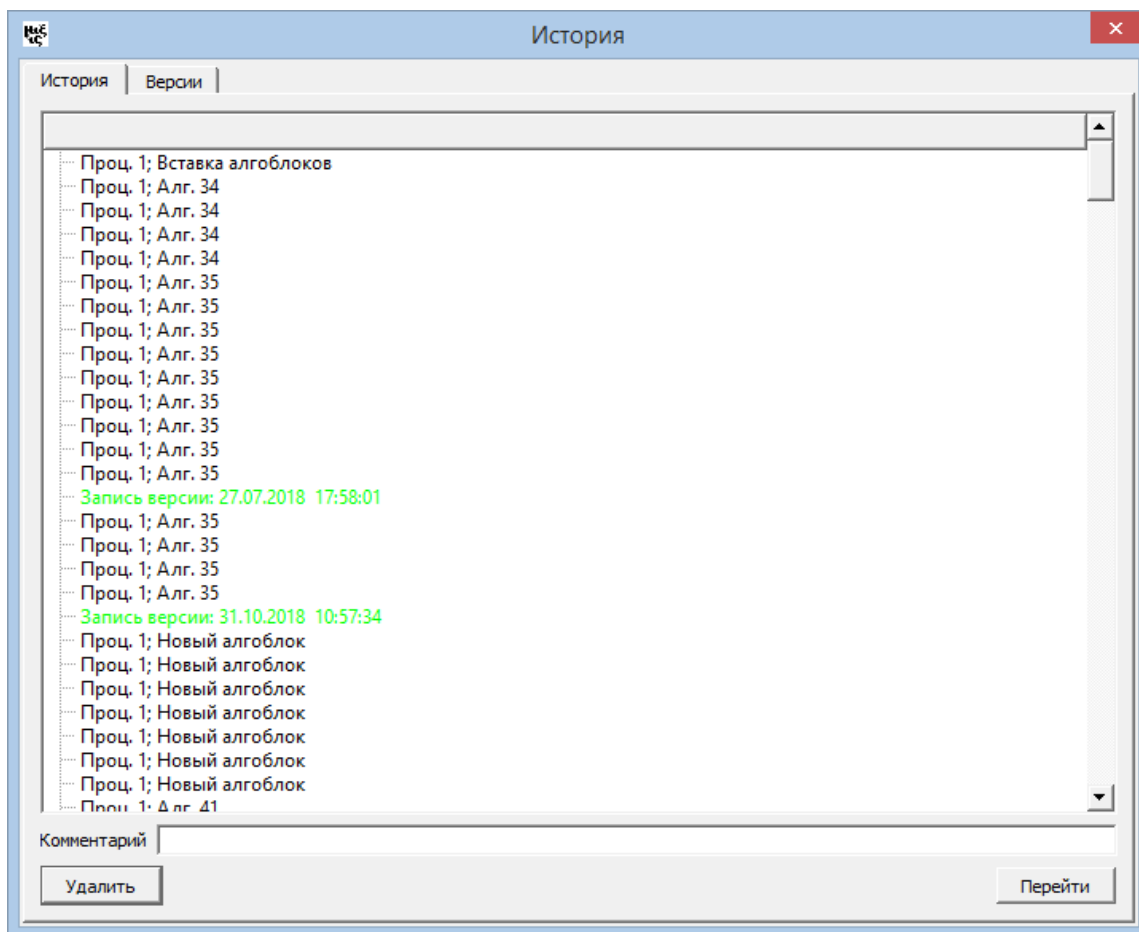 История
История Версии
Проц. 1; Вставка алгоблоков
Проц. 1; Алг. 34
Проц. 1; Алг. 34
Проц. 1; Алг. 34
Проц. 1; Алг. 34
Проц. 1; Алг. 35
Проц. 1; Алг. 35
Проц. 1; Алг. 35
Проц. 1; Алг. 35
Проц. 1; Алг. 35
Проц. 1; Алг. 35
Проц. 1; Алг. 35
Проц. 1; Алг. 35
Проц. 1; Алг. 35
Запись версии: 27.07.2018 17:58:01
Проц. 1; Алг. 35
Проц. 1; Алг. 35
Проц. 1; Алг. 35
Проц. 1; Алг. 35
Запись версии: 31.10.2018 10:57:34
Проц. 1; Новый алгоблок
Проц. 1; Новый алгоблок
Проц. 1; Новый алгоблок
Проц. 1; Новый алгоблок
Проц. 1; Новый алгоблок
Проц. 1; Новый алгоблок
Проц. 1; Новый алгоблок
Проц. 1; Алг. 41
Комментарий
Удалить Перейти